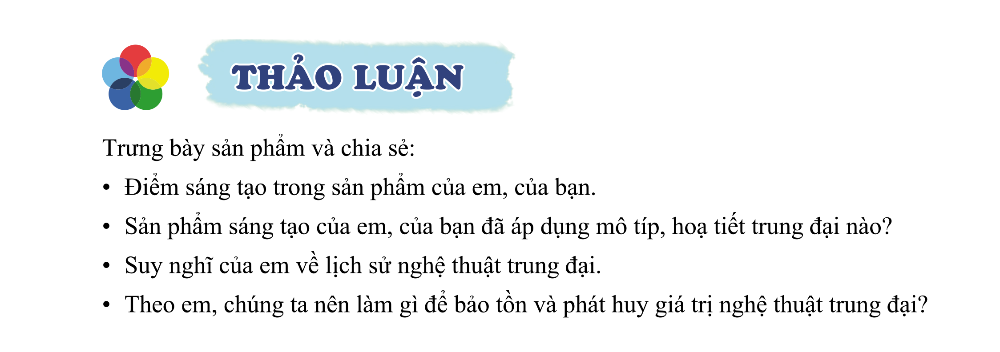 THẢO LUẬN
Trưng bày sản phẩm và chia sẻ:
• Điểm sáng tạo trong sản phẩm của em, của bạn.
• Sản phẩm sáng tạo của em, của bạn đã áp dụng mô típ, hoạ tiết trung đại nào?
• Suy nghĩ của em về lịch sử nghệ thuật trung đại.
• Theo em, chúng ta nên làm gì để bảo tồn và phát huy giá trị nghệ thuật trung đại?